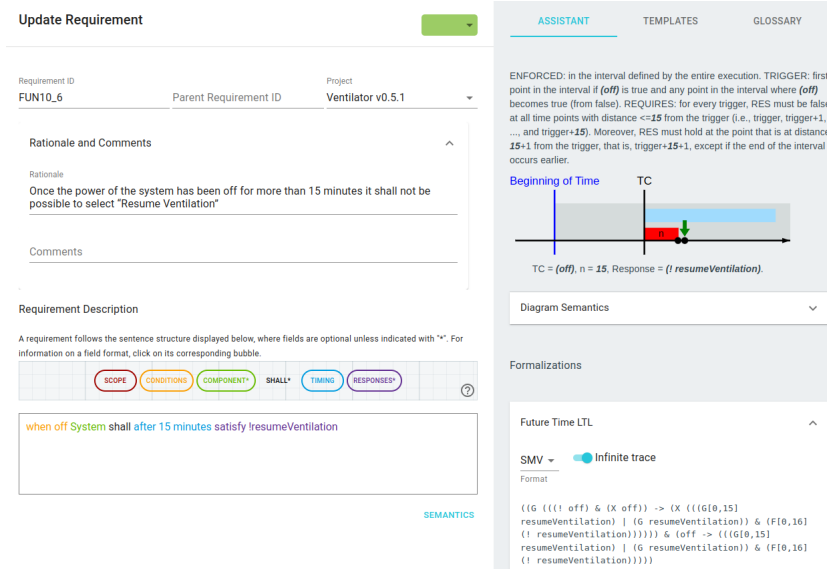 Update Requirement
Requirement ID
FUN10_6
Parent Requirement ID
Project
Ventilator v0.5.1
Rationale and Comments
Rationale
Once the power of the system has been off for more than 15 minutes it shall not be
possible to select “Resume Ventilation”
Comments
Requirement Description
A requirement follows the sentence structure displayed below, where fields are optional unless indicated with "*". For
information on a field format, click on its corresponding bubble.
SCOPE CONDITIONS COMPONENT* SHALL* TIMING RESPONSES*
when off System shall after 15 minutes satisfy !resumeVentilation
SEMANTICS
ASSISTANT TEMPLATES GLOSSARY
ENFORCED: in the interval defined by the entire execution. TRIGGER: first
point in the interval if (off) is true and any point in the interval where (off)
becomes true (from false). REQUIRES: for every trigger, RES must be false
at all time points with distance <=15 from the trigger (i.e., trigger, trigger+1,
..., and trigger+15). Moreover, RES must hold at the point that is at distance
15+1 from the trigger, that is, trigger+15+1, except if the end of the interval
occurs earlier.
Beginning of Time TC
n
TC = (off), n = 15, Response = (! resumeVentilation).
Diagram Semantics
Formalizations
Future Time LTL
SMV
Infinite trace
Format
((G (((! off) & (X off)) -> (X (((G[0,15]
resumeVentilation) | (G resumeVentilation)) & (F[0,16]
(! resumeVentilation)))))) & (off -> (((G[0,15]
resumeVentilation) | (G resumeVentilation)) & (F[0,16]
(! resumeVentilation)))))